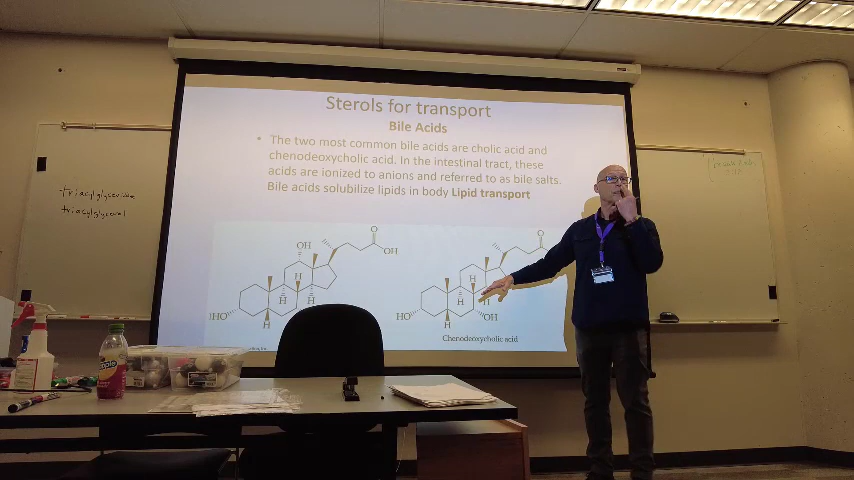 Sterols for transport
Bile Acids
• The two most common bile acids are cholic acid and
chenodeoxycholic acid. In the intestinal tract, these
acids are ionized to anions and referred to as bile salts.
Bile acids solubilize lipids in body Lipid transport
triacylglyceride
triacylglycerol
OH
O
OH
H
H
H
HO
H
O
H
H
HO
OH
H
Chenodeoxycholic acid